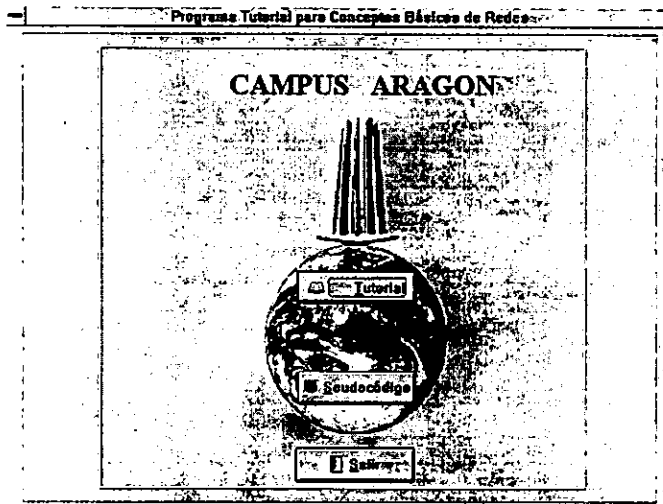 Programa Tutorial para Conceptos Básicos de Redes
CAMPUS ARAGON
Tutorial
Seudocódigo
Salir